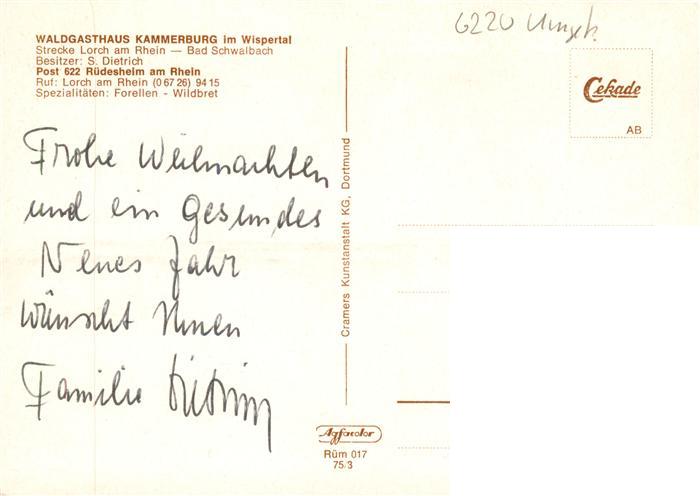 WALDGASTHAUS KAMMERBURG im Wispertal
Strecke Lorch am Rhein — Bad Schwalbach
Besitzer: S. Dietrich
Post 622 Rüdesheim am Rhein
Ruf: Lorch am Rhein (0 67 26) 94 15
Spezialitäten: Forellen - Wildbret
6220 Umgeb.
Cekade
AB
Frohe Weihnachten
und ein gesundes
Neues Jahr
wünscht Ihnen
Familie Dietrich
Cramers Kunstanstalt KG, Dortmund
Agfacolor
Rüm 017
75/3